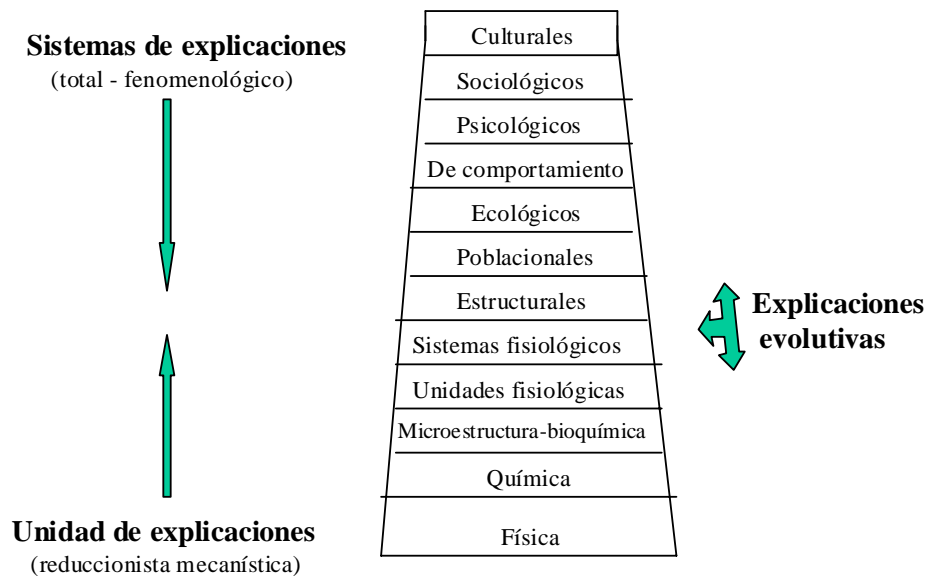 Sistemas de explicaciones
(total - fenomenológico)
Unidad de explicaciones
(reduccionista mecanística)
Culturales
Sociológicos
Psicológicos
De comportamiento
Ecológicos
Poblacionales
Estructurales
Sistemas fisiológicos
Unidades fisiológicas
Microestructura-bioquímica
Química
Física
Explicaciones
evolutivas